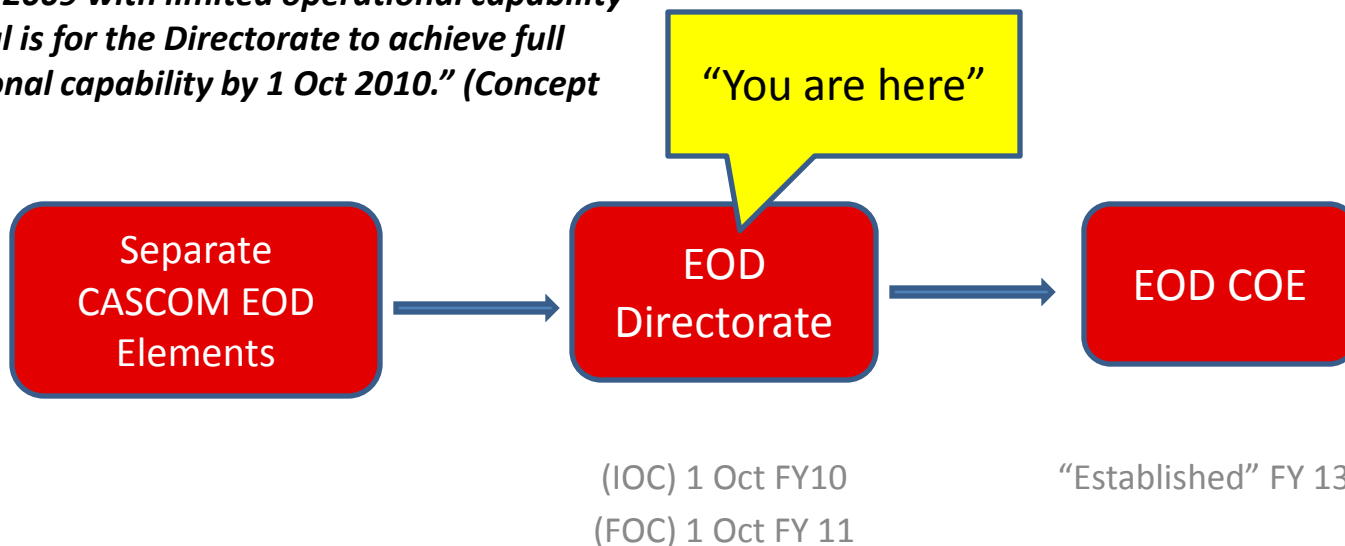 2009 with limited operational capability
l is for the Directorate to achieve full
onal capability by 1 Oct 2010.” (Concept
“You are here”
Separate
CASCOM EOD
Elements
EOD
Directorate
EOD COE
(IOC) 1 Oct FY10
(FOC) 1 Oct FY 11
“Established” FY 13